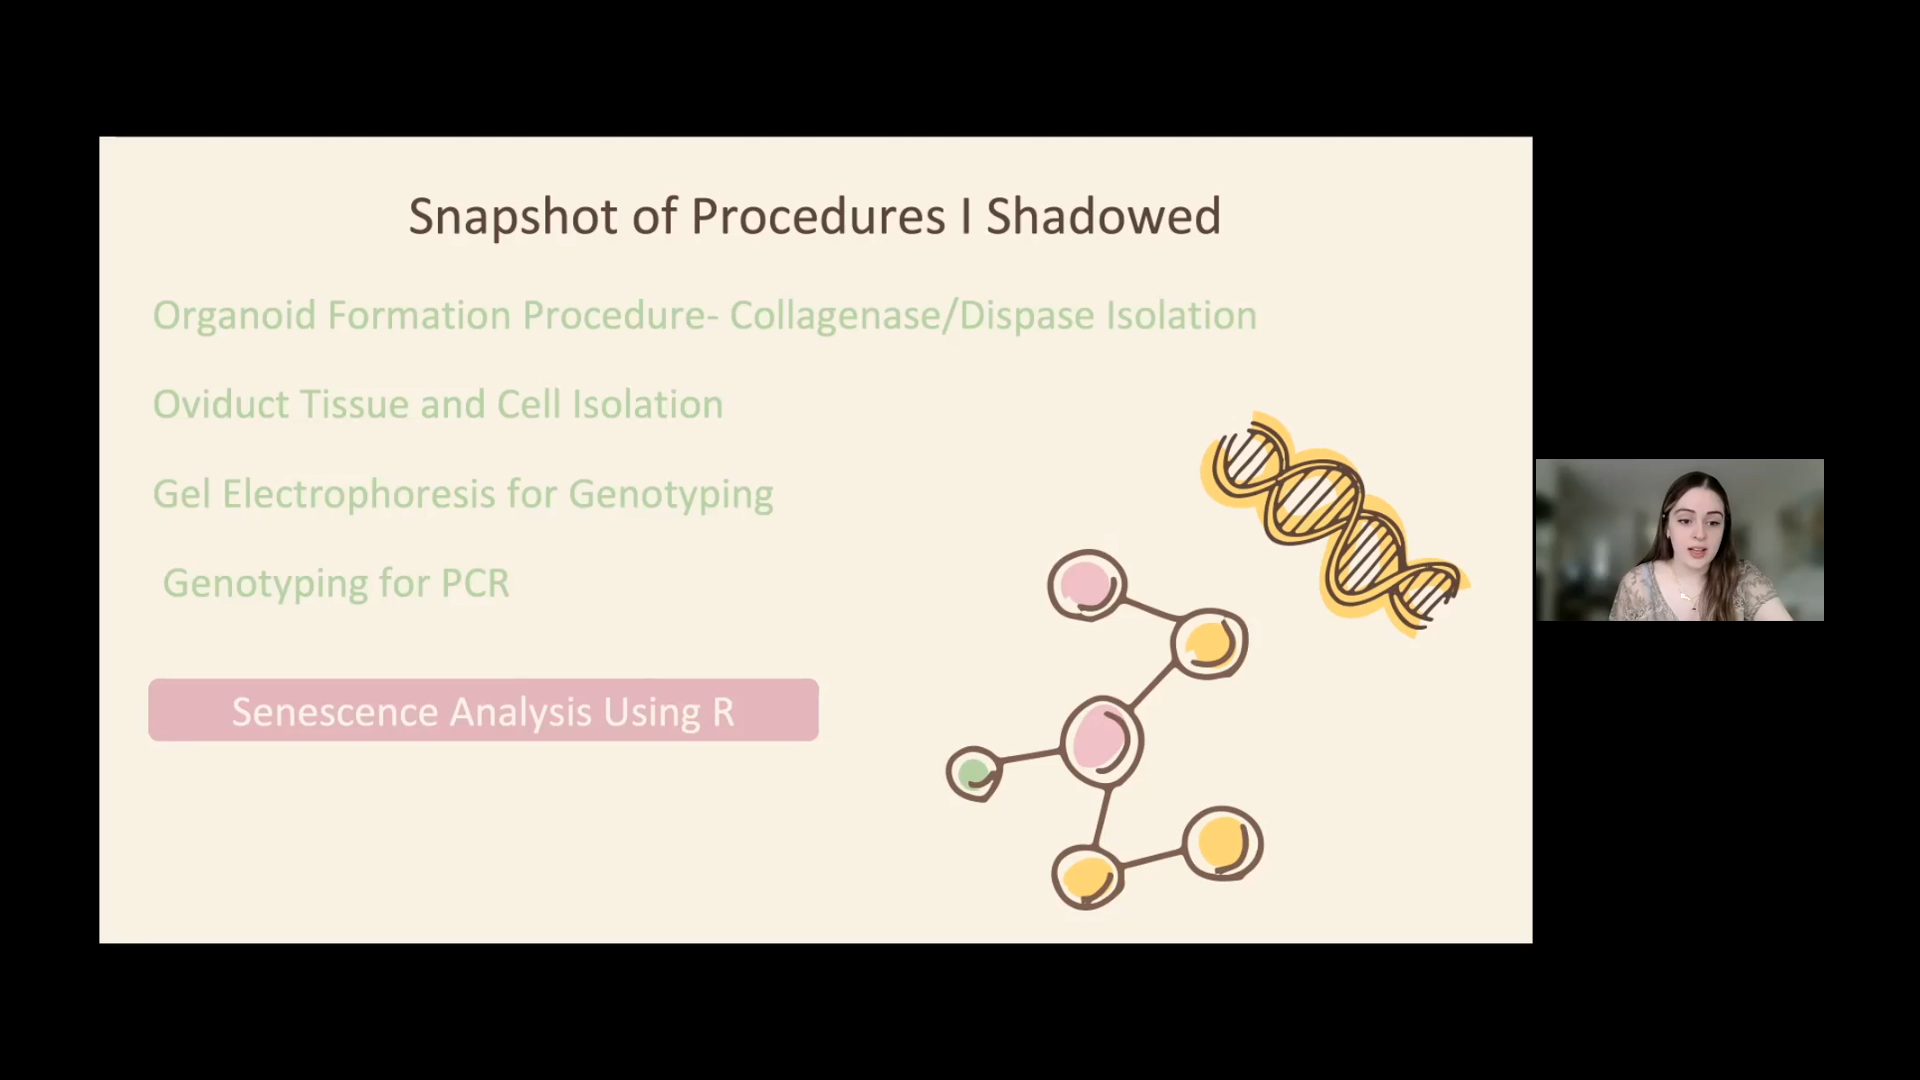 Snapshot of Procedures I Shadowed
Organoid Formation Procedure- Collagenase/Dispase Isolation
Oviduct Tissue and Cell Isolation
Gel Electrophoresis for Genotyping
Genotyping for PCR
Senescence Analysis Using R